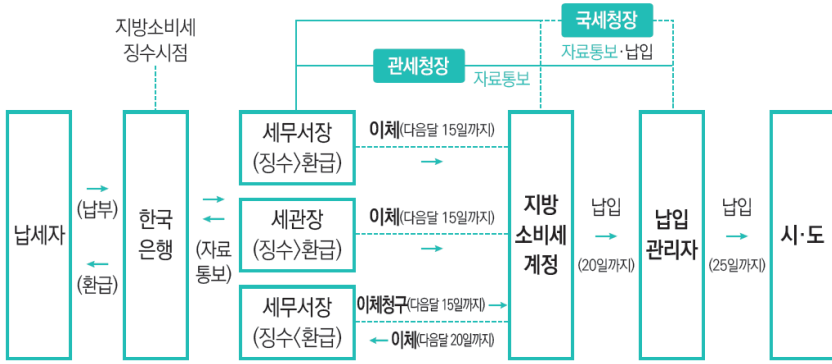 지방소비세
징수시점
국세청장
자료통보·납입
관세청장
자료통보
납세자
(납부)
(환급)
한국
은행
(자료
통보)
세무서장
(징수>환급)
이체(다음달 15일까지)
세관장
(징수>환급)
이체(다음달 15일까지)
세무서장
(징수<환급)
이체청구(다음달 15일까지)
이체(다음달 20일까지)
지방
소비세
계정
납입
(20일까지)
납입
관리자
납입
(25일까지)
시·도